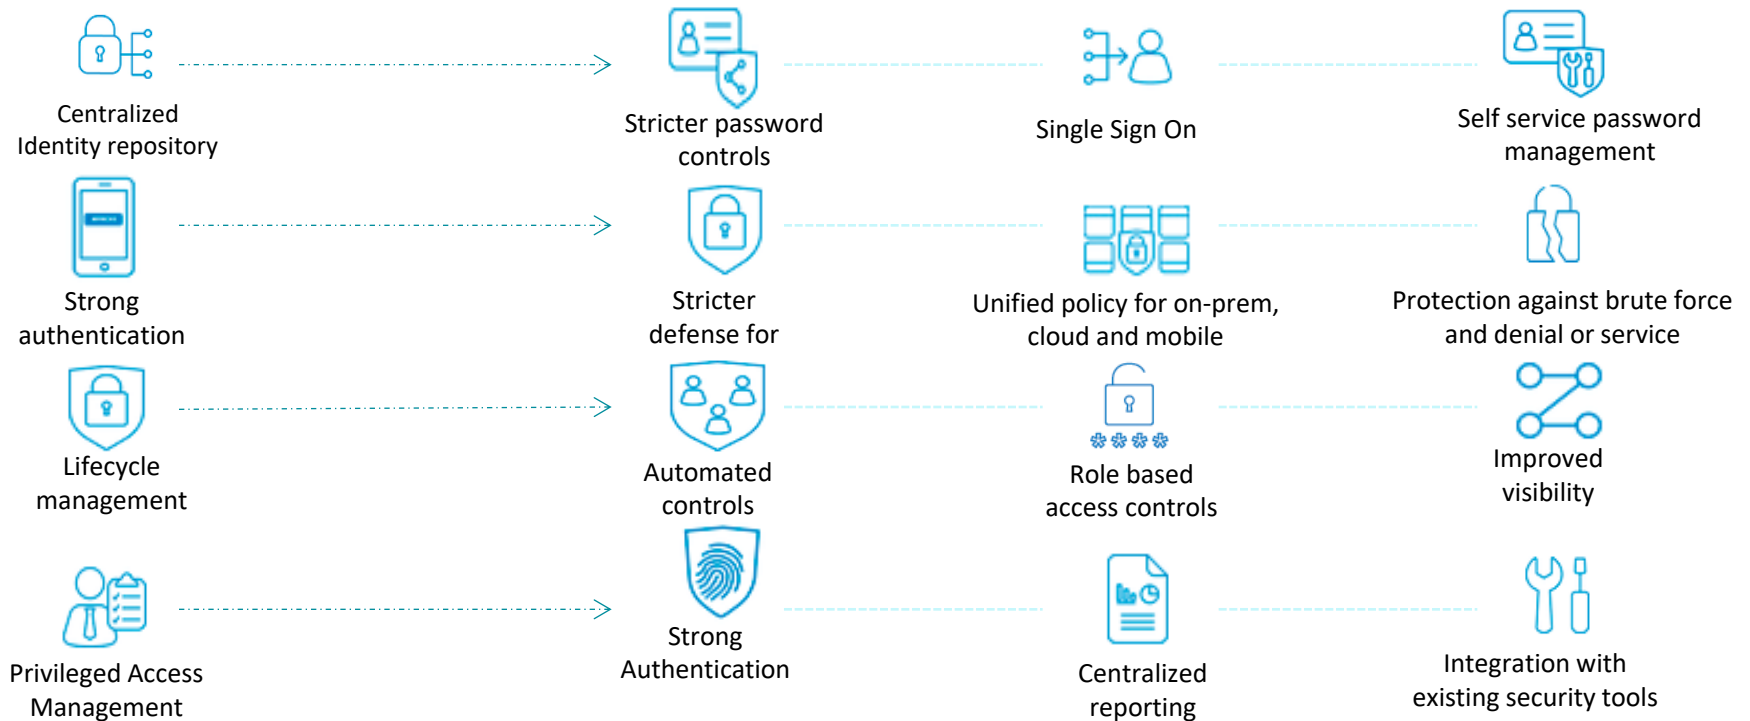 Centralized
Identity repository
Stricter password
controls
Single Sign On
Self service password
management
Strong
authentication
Stricter
defense for
Unified policy for on-prem,
cloud and mobile
Protection against brute force
and denial or service
Lifecycle
management
Automated
controls
****
Role based
access controls
Improved
visibility
Privileged Access
Management
Strong
Authentication
Centralized
reporting
Integration with
existing security tools